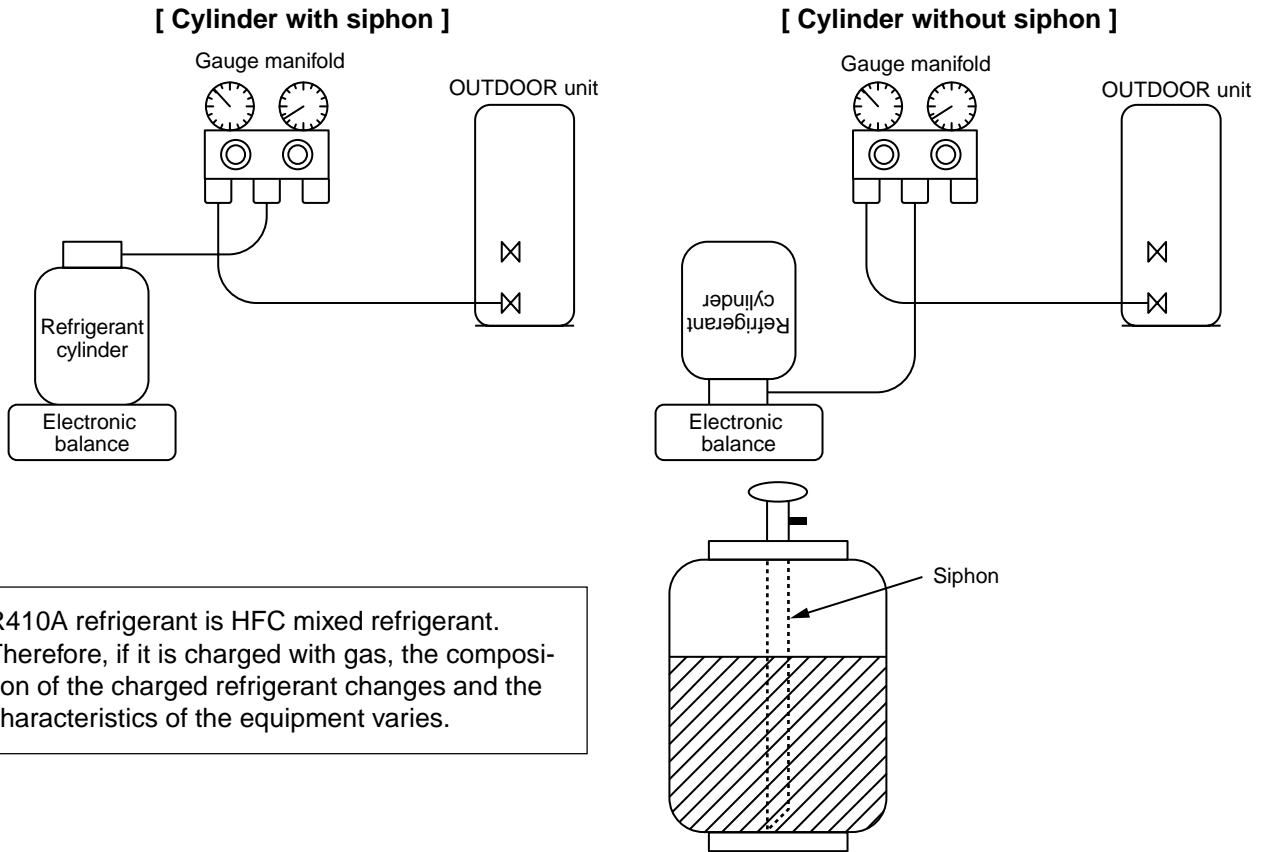 [ Cylinder with siphon ]
Gauge manifold
OUTDOOR unit
Refrigerant
cylinder
Electronic
balance
[ Cylinder without siphon ]
Gauge manifold
OUTDOOR unit
Refrigerant
cylinder
Electronic
balance
Siphon
R410A refrigerant is HFC mixed refrigerant.
Therefore, if it is charged with gas, the composi-
on of the charged refrigerant changes and the
haracteristics of the equipment varies.